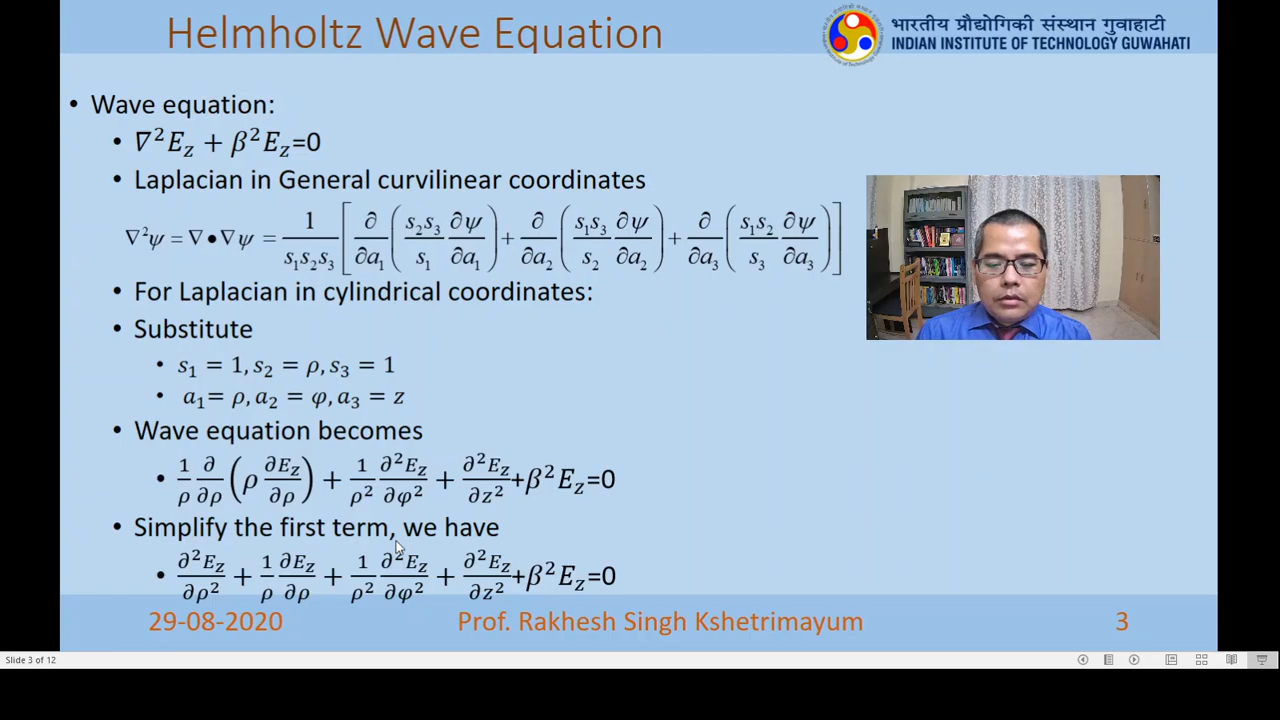 Helmholtz Wave Equation
भारतीय प्रौद्योगिकी संस्थान गुवाहाटी
INDIAN INSTITUTE OF TECHNOLOGY GUWAHATI
• Wave equation:
• ∇²E_z + β²E_z=0
• Laplacian in General curvilinear coordinates
∇²ψ = ∇•∇ψ = 1/(s₁s₂s₃) [∂/∂a₁ (s₂s₃/s₁ ∂ψ/∂a₁) + ∂/∂a₂ (s₁s₃/s₂ ∂ψ/∂a₂) + ∂/∂a₃ (s₁s₂/s₃ ∂ψ/∂a₃)]
• For Laplacian in cylindrical coordinates:
• Substitute
• s₁ = 1, s₂ = ρ, s₃ = 1
• a₁= ρ, a₂ = φ, a₃ = z
• Wave equation becomes
• 1/ρ ∂/∂ρ (ρ ∂E_z/∂ρ) + 1/ρ² ∂²E_z/∂φ² + ∂²E_z/∂z² +β²E_z=0
• Simplify the first term, we have
• ∂²E_z/∂ρ² + 1/ρ ∂E_z/∂ρ + 1/ρ² ∂²E_z/∂φ² + ∂²E_z/∂z² +β²E_z=0
29-08-2020 Prof. Rakhesh Singh Kshetrimayum 3
Slide 3 of 12